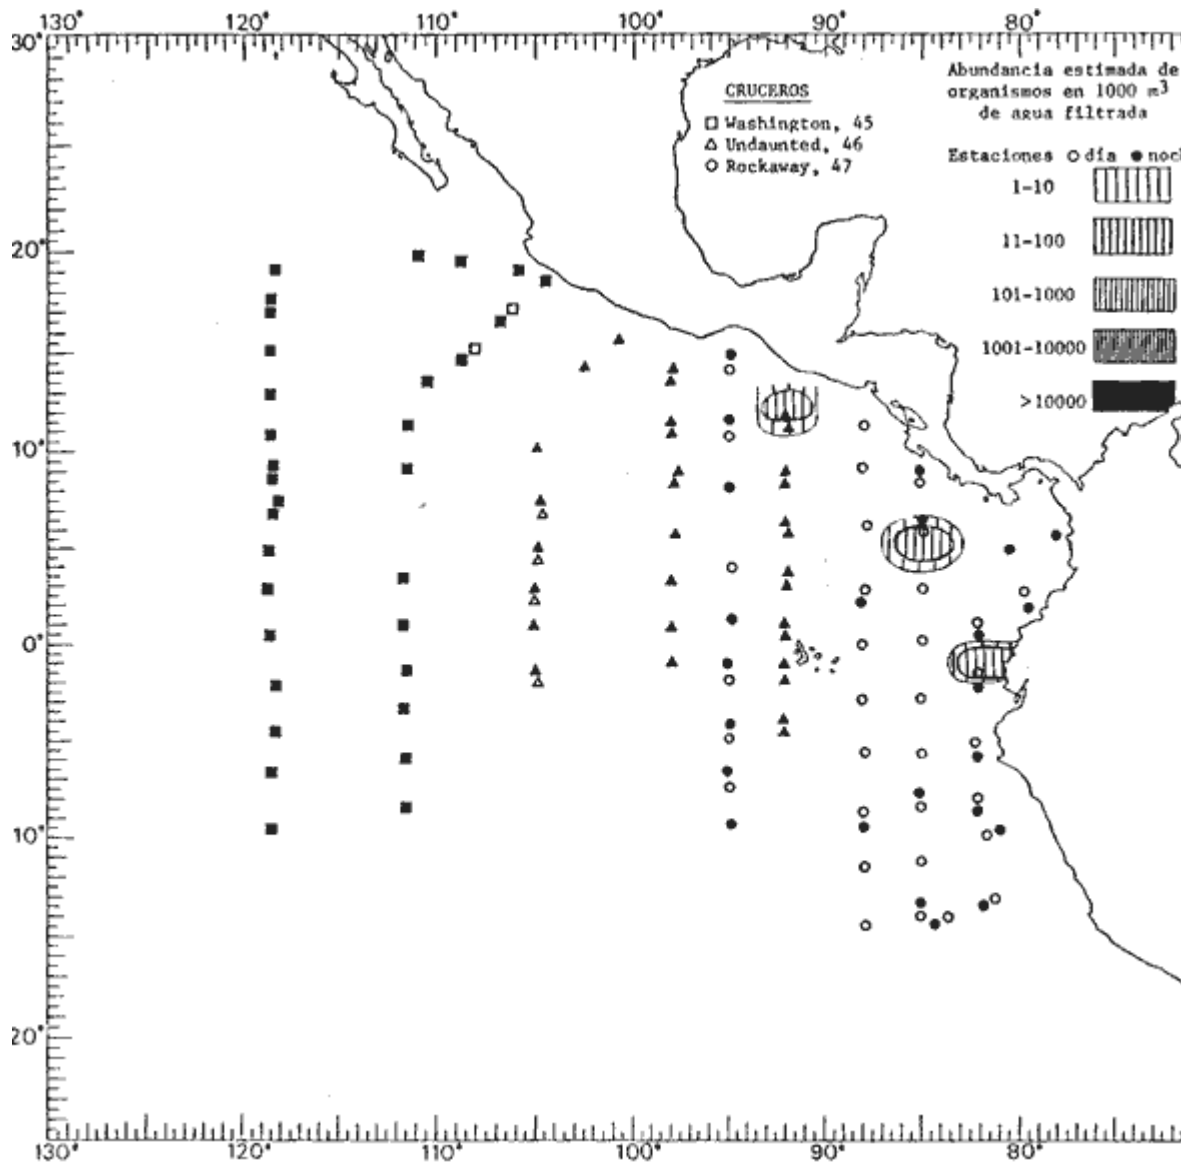 130° 120° 110° 100° 90° 80°
30°
20°
10°
0°
10°
20°
130° 120° 110° 100° 90° 80°
CRUCEROS
□ Washington, 45
△ Undaunted, 46
○ Rockaway, 47
Abundancia estimada de
organismos en 1000 m³
de agua filtrada
Estaciones ○ día ● noc
1-10
11-100
101-1000
1001-10000
>10000